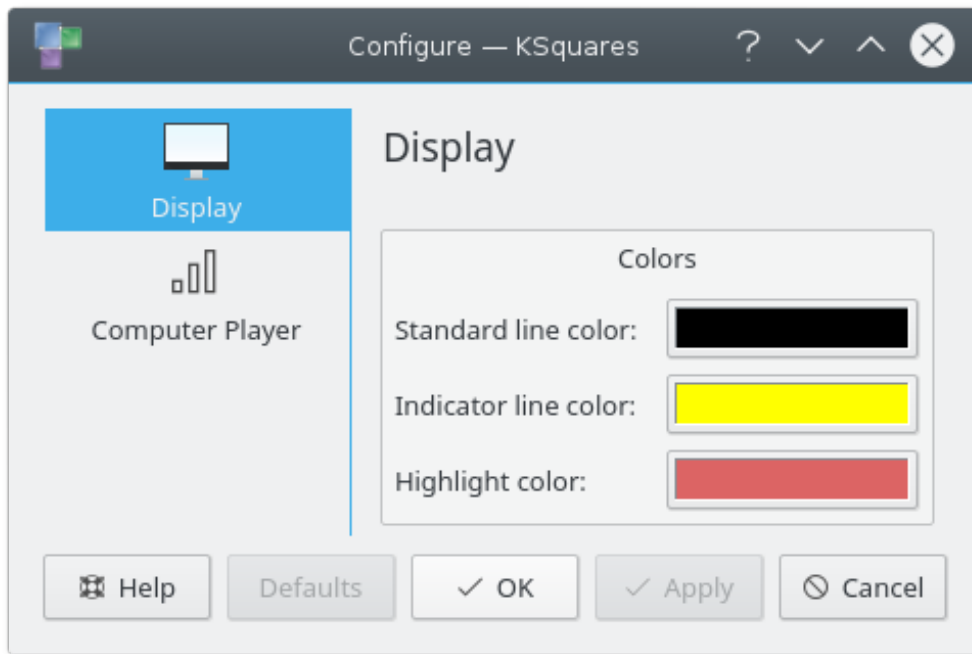 Configure — KSquares ?
Display
Computer Player
Display
Colors
Standard line color:
Indicator line color:
Highlight color:
Help Defaults OK Apply Cancel